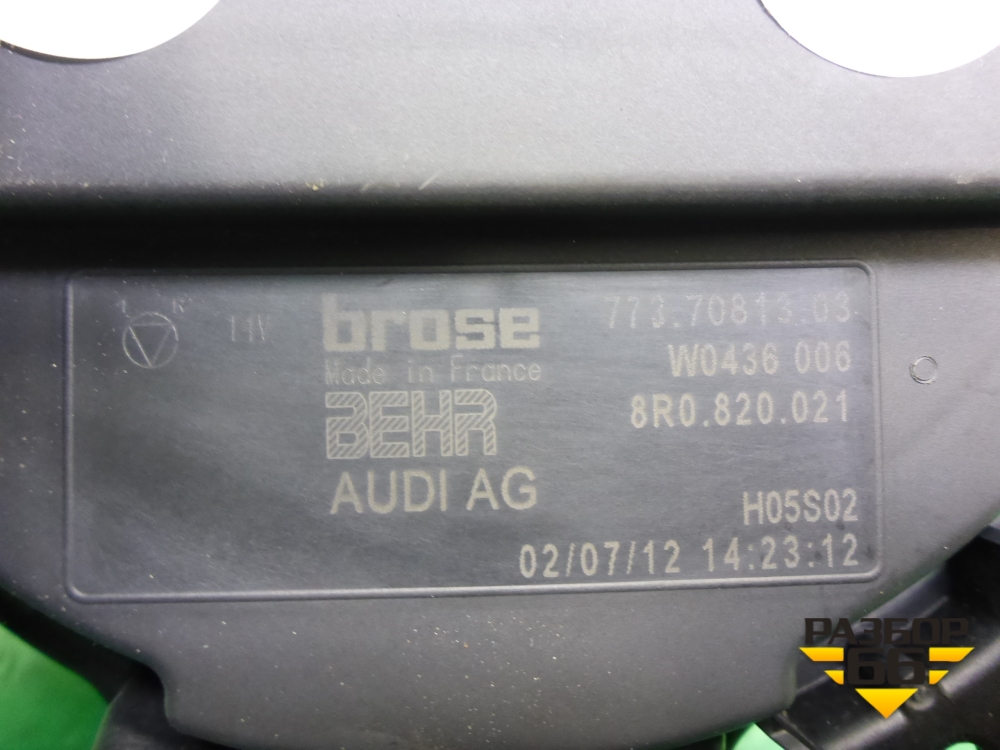 brose 773.70813.03
Made in France W0436 006
BEHR 8R0.820.021
AUDI AG
H05S02
02/07/12 14:23:12
РАЗБОР
66